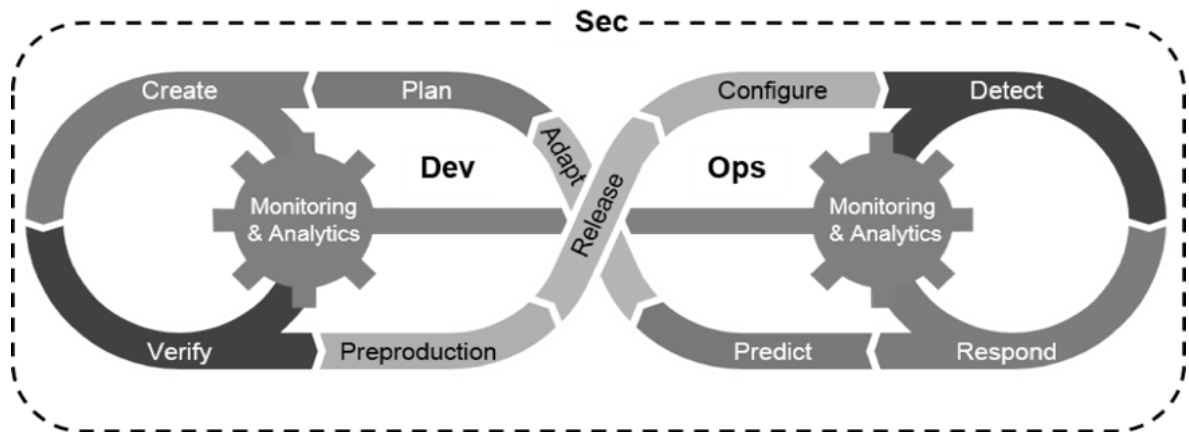 Sec
Create
Plan
Configure
Detect
Adapt
Dev
Ops
Release
Monitoring
& Analytics
Monitoring
& Analytics
Verify
Preproduction
Predict
Respond